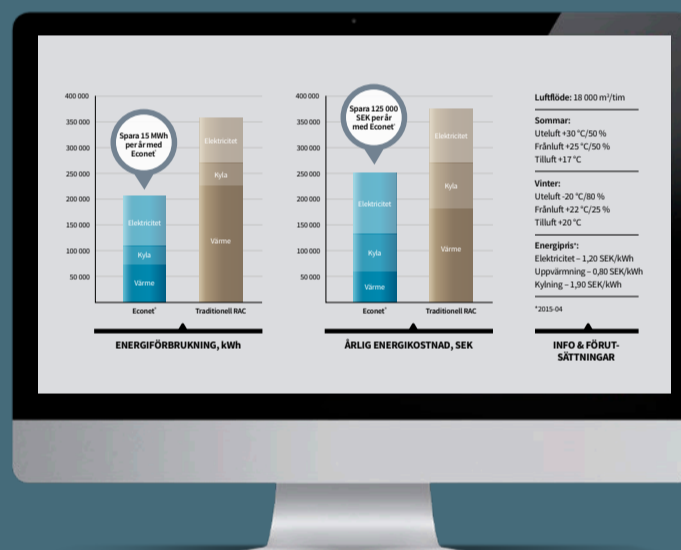 400 000
350 000
300 000
250 000
200 000
150 000
100 000
50 000
Spara 15 MWh
per år med
Econet®
Elektricitet
Kyla
Värme
Elektricitet
Kyla
Värme
Econet®
Traditionell RAC
ENERGIFÖRBRUKNING, kWh
400 000
350 000
300 000
250 000
200 000
150 000
100 000
50 000
Spara 125 000
SEK per år
med Econet®
Elektricitet
Kyla
Värme
Elektricitet
Kyla
Värme
Econet®
Traditionell RAC
ÅRLIG ENERGIKOSTNAD, SEK
Luftflöde: 18 000 m³/tim
Sommar:
Uteluft +30 °C/50 %
Frånluft +25 °C/50 %
Tilluft +17 °C
Vinter:
Uteluft -20 °C/80 %
Frånluft +22 °C/25 %
Tilluft +20 °C
Energipris*:
Elektricitet – 1,20 SEK/kWh
Uppvärmning – 0,80 SEK/kWh
Kylning – 1,90 SEK/kWh
*2015-04
INFO & FÖRUT-
SÄTTNINGAR